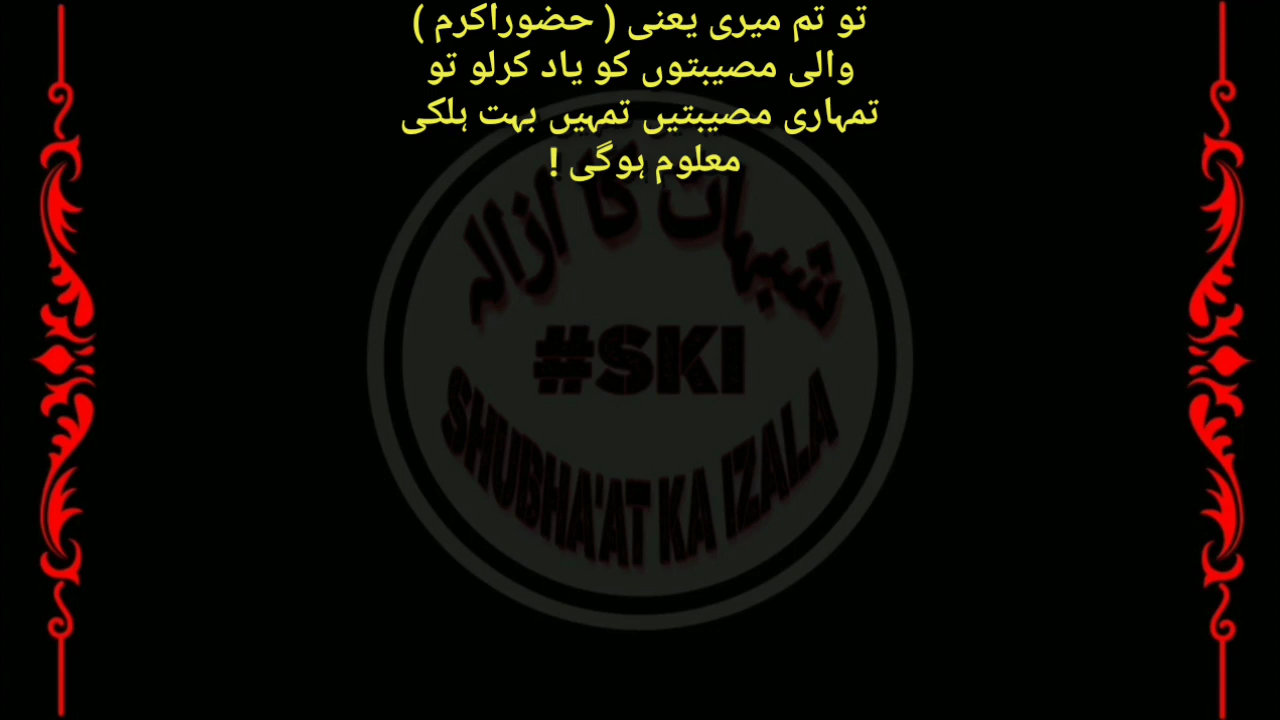 تو تم میری یعنی ( حضوراکرم )
والی مصیبتوں کو یاد کرلو تو
تمہاری مصیبتیں تمہیں بہت ہلکی
معلوم ہوگی !
شبہات کا ازالہ
#SKI
SHUBHA'AT KA IZALA